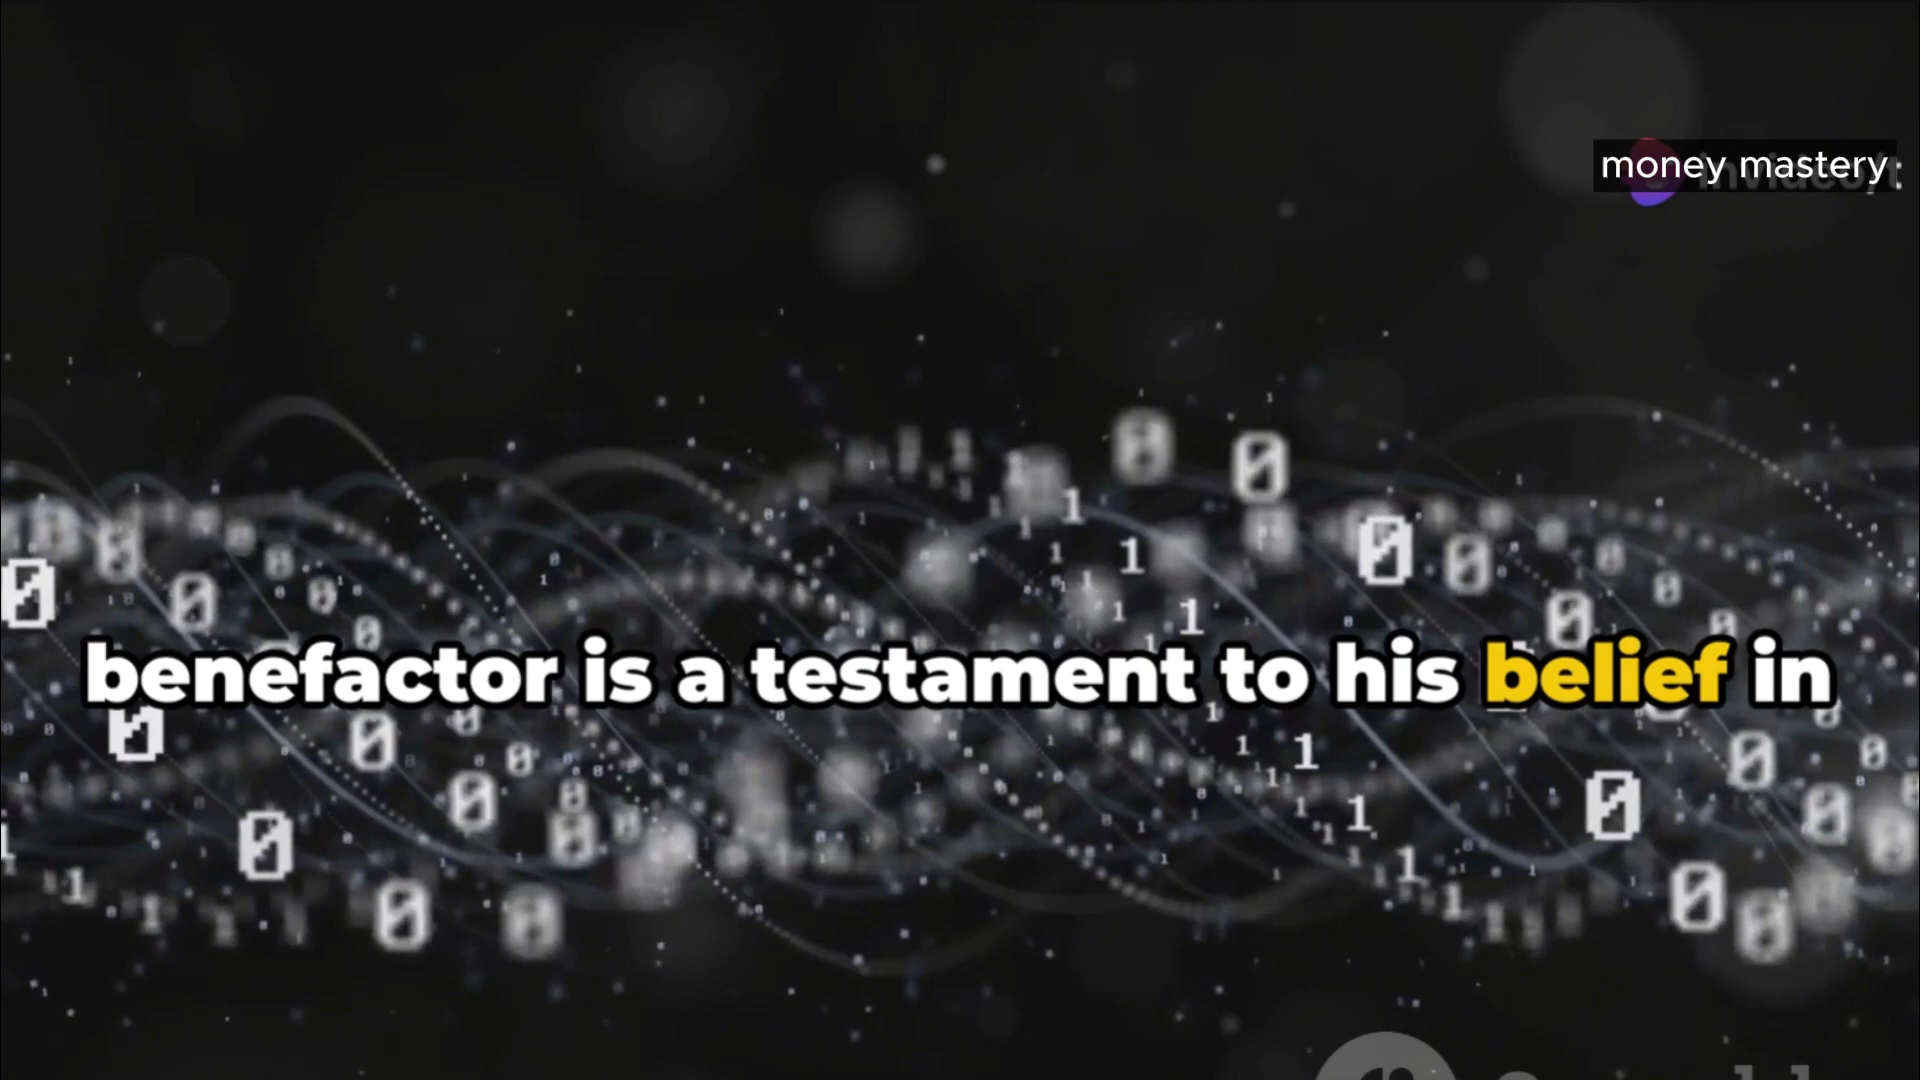 money mastery
benefactor is a testament to his belief in